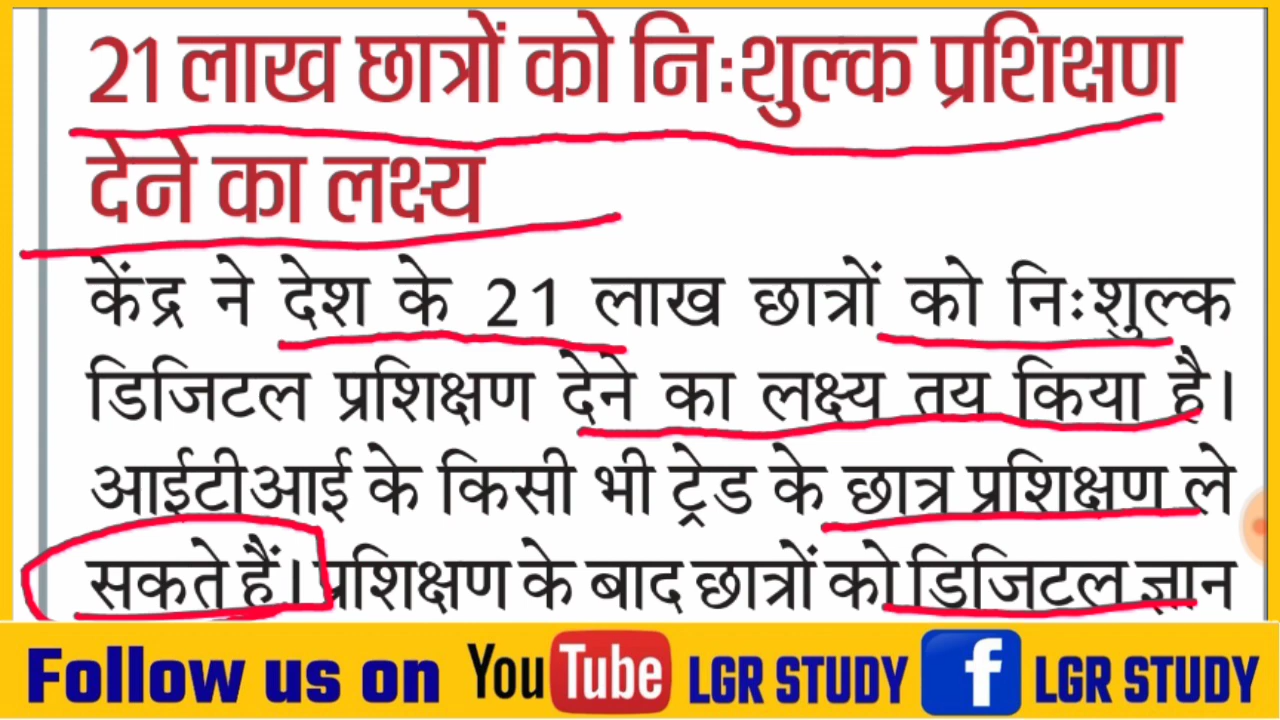 21 लाख छात्रों को निःशुल्क प्रशिक्षण
देने का लक्ष्य
केंद्र ने देश के 21 लाख छात्रों को निःशुल्क
डिजिटल प्रशिक्षण देने का लक्ष्य तय किया है।
आईटीआई के किसी भी ट्रेड के छात्र प्रशिक्षण ले
सकते हैं। प्रशिक्षण के बाद छात्रों को डिजिटल ज्ञान
Follow us on YouTube LGR STUDY f LGR STUDY